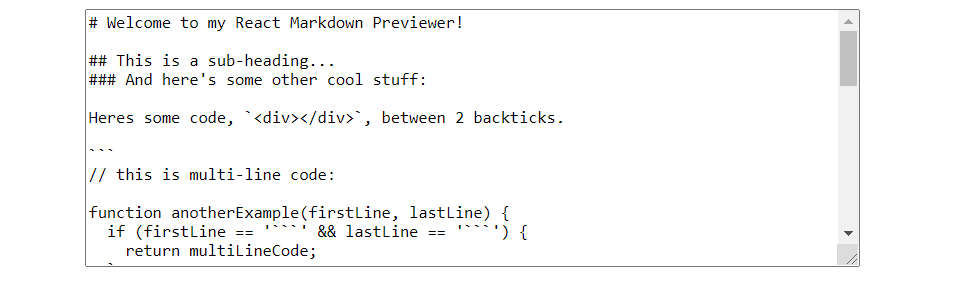 # Welcome to my React Markdown Previewer!
## This is a sub-heading...
### And here's some other cool stuff:
Heres some code, `<div></div>`, between 2 backticks.
```
// this is multi-line code:
function anotherExample(firstLine, lastLine) {
  if (firstLine == '```' && lastLine == '```') {
    return multiLineCode;